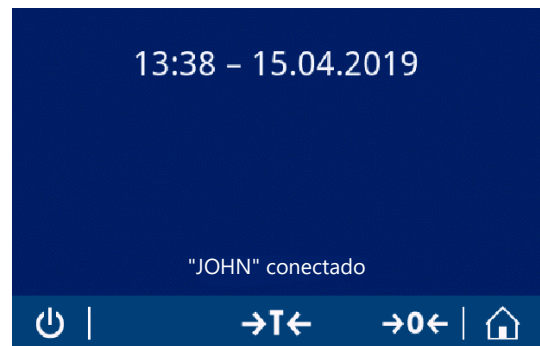 13:38 – 15.04.2019
"JOHN" conectado
→T← →0←